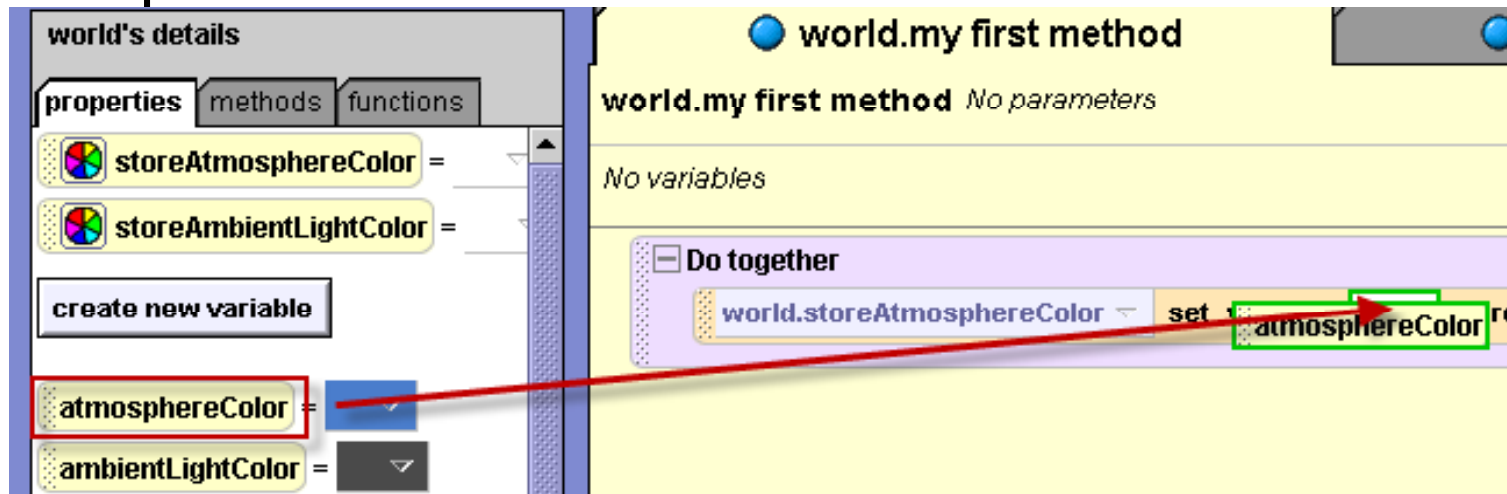 world's details
properties methods functions
storeAtmosphereColor =
storeAmbientLightColor =
create new variable
atmosphereColor =
ambientLightColor =
world.my first method
world.my first method No parameters
No variables
Do together
world.storeAtmosphereColor set atmosphereColor